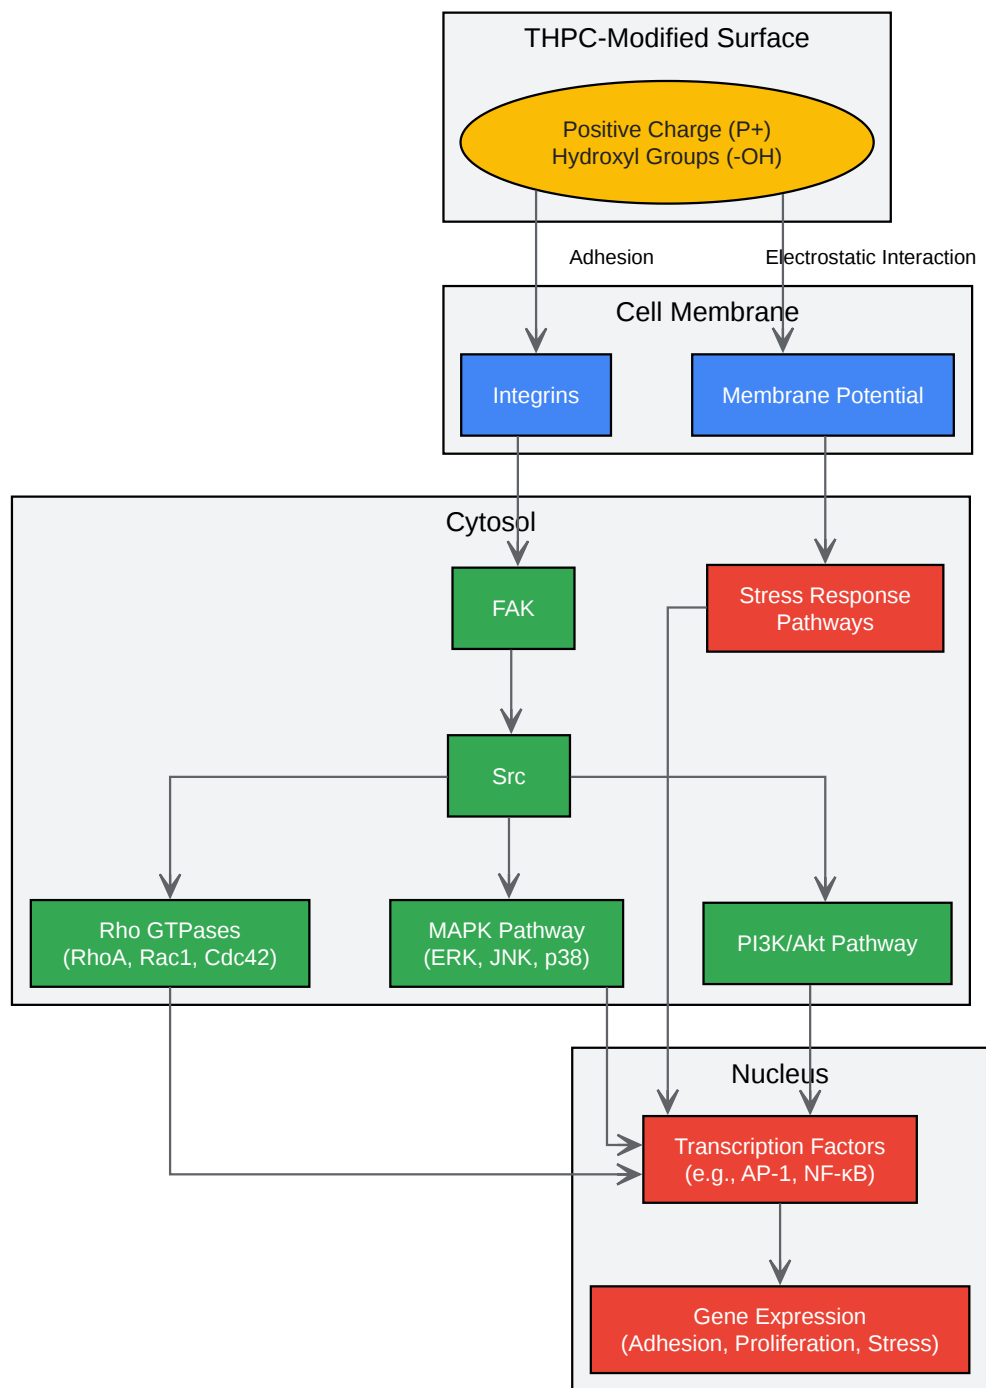 THPC-Modified Surface
Positive Charge (P+)
Hydroxyl Groups (-OH)
Adhesion
Electrostatic Interaction
Cell Membrane
Integrins
Membrane Potential
Cytosol
FAK
Stress Response
Pathways
Src
Rho GTPases
(RhoA, Rac1, Cdc42)
MAPK Pathway
(ERK, JNK, p38)
PI3K/Akt Pathway
Nucleus
Transcription Factors
(e.g., AP-1, NF-κB)
Gene Expression
(Adhesion, Proliferation, Stress)